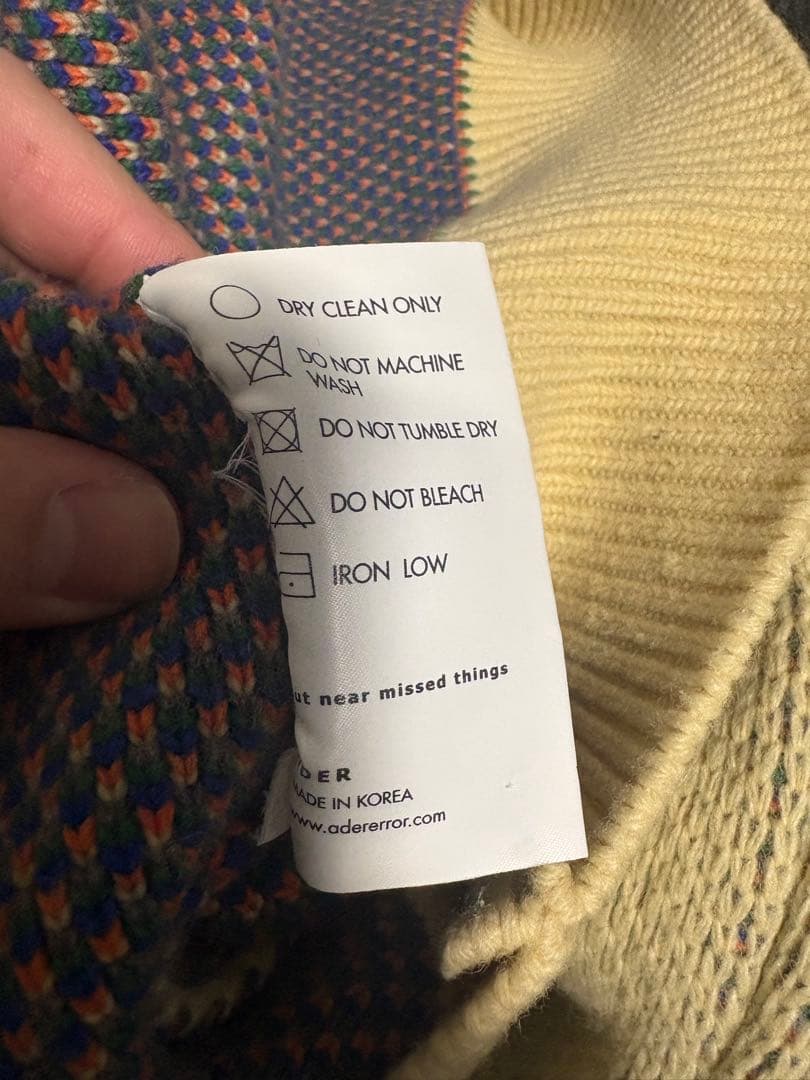 DRY CLEAN ONLY
DO NOT MACHINE
WASH
DO NOT TUMBLE DRY
DO NOT BLEACH
IRON LOW
ut near missed things
DER
MADE IN KOREA
www.adererror.com